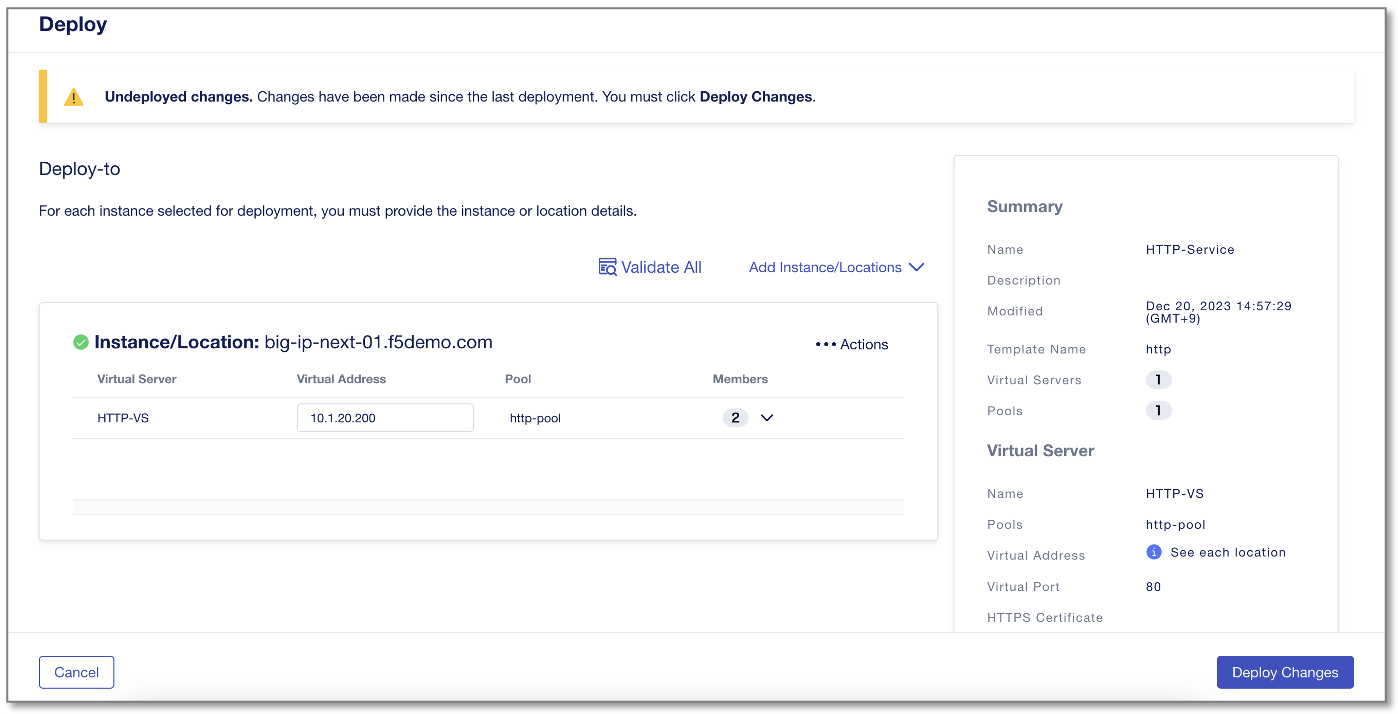 Deploy
Undeployed changes. Changes have been made since the last deployment. You must click Deploy Changes.
Deploy-to
For each instance selected for deployment, you must provide the instance or location details.
Validate All
Add Instance/Locations
Instance/Location: big-ip-next-01.f5demo.com
••• Actions
Virtual Server Virtual Address Pool Members
HTTP-VS 10.1.20.200 http-pool 2
Summary
Name HTTP-Service
Description
Modified Dec 20, 2023 14:57:29
(GMT+9)
Template Name http
Virtual Servers 1
Pools 1
Virtual Server
Name HTTP-VS
Pools http-pool
Virtual Address See each location
Virtual Port 80
HTTPS Certificate
Cancel
Deploy Changes